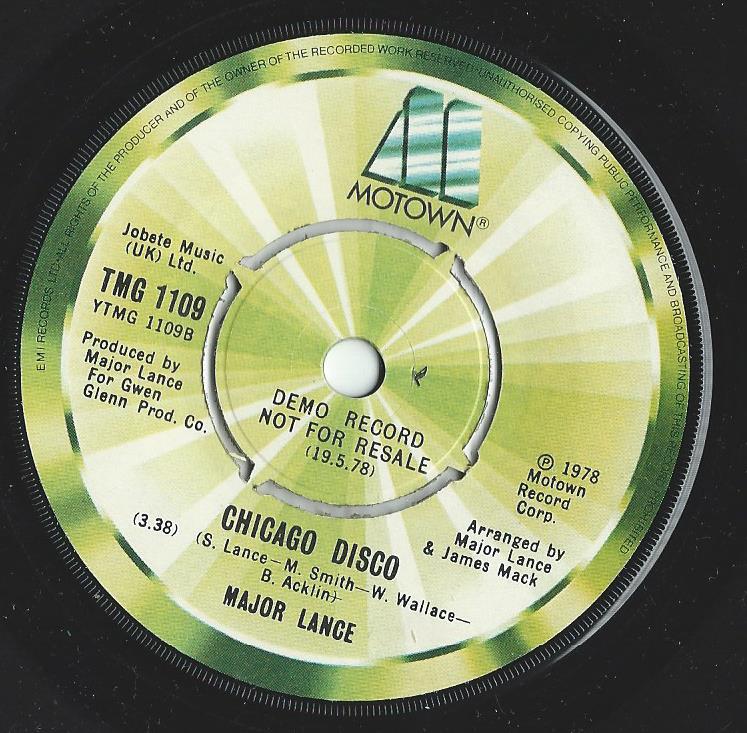 EMI RECORDS LTD. ALL RIGHTS OF THE PRODUCER AND OF THE OWNER OF THE RECORDED WORK RESERVED. UNAUTHORISED COPYING PUBLIC PERFORMANCE AND BROADCASTING OF THIS RECORD PROHIBITED
MOTOWN®
Jobete Music
(UK) Ltd.
TMG 1109
YTMG 1109B
Produced by
Major Lance
For Gwen
Glenn Prod. Co.
DEMO RECORD
NOT FOR RESALE
(19.5.78)
℗ 1978
Motown
Record
Corp.
Arranged by
Major Lance
& James Mack
(3.38)
CHICAGO DISCO
(S. Lance—M. Smith—W. Wallace—
B. Acklin)
MAJOR LANCE